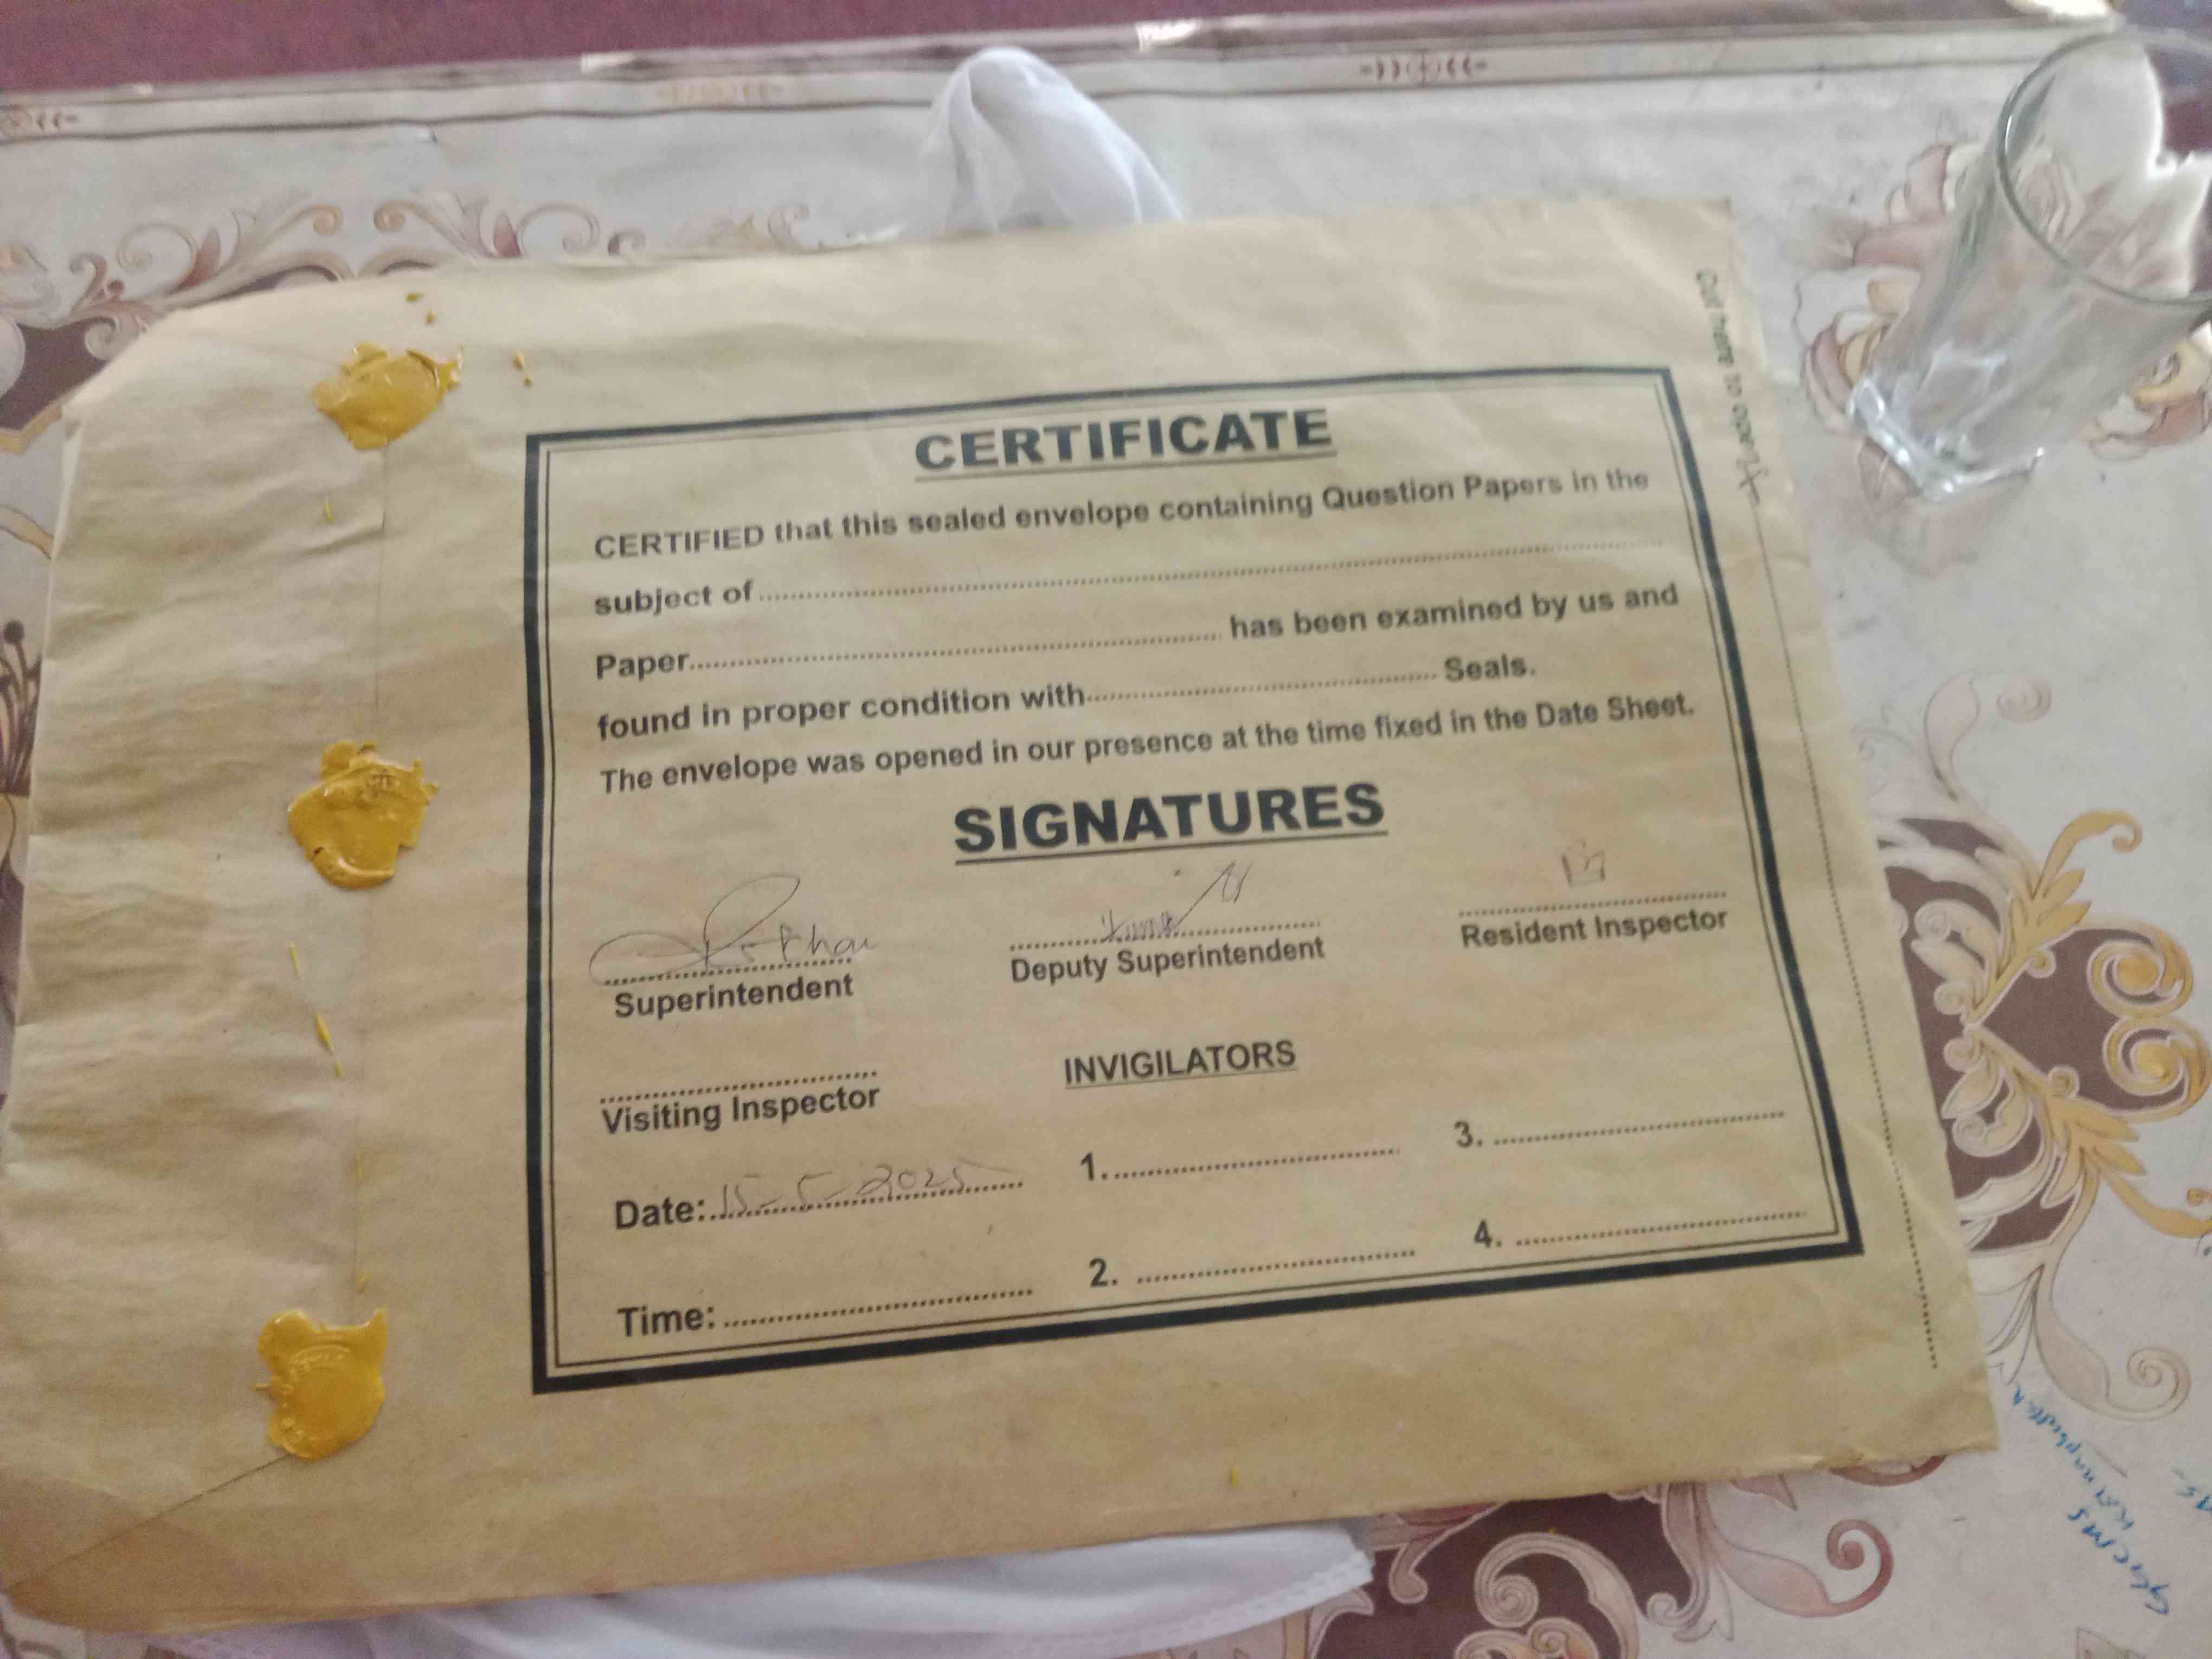 Cut here to open
CERTIFICATE
CERTIFIED that this sealed envelope containing Question Papers in the
subject of
Paper has been examined by us and
found in proper condition with Seals.
The envelope was opened in our presence at the time fixed in the Date Sheet.
SIGNATURES
Superintendent Deputy Superintendent Resident Inspector
Visiting Inspector
INVIGILATORS
Date: 15-5-2025
Time:
1.
2.
3.
4.
GHCMS